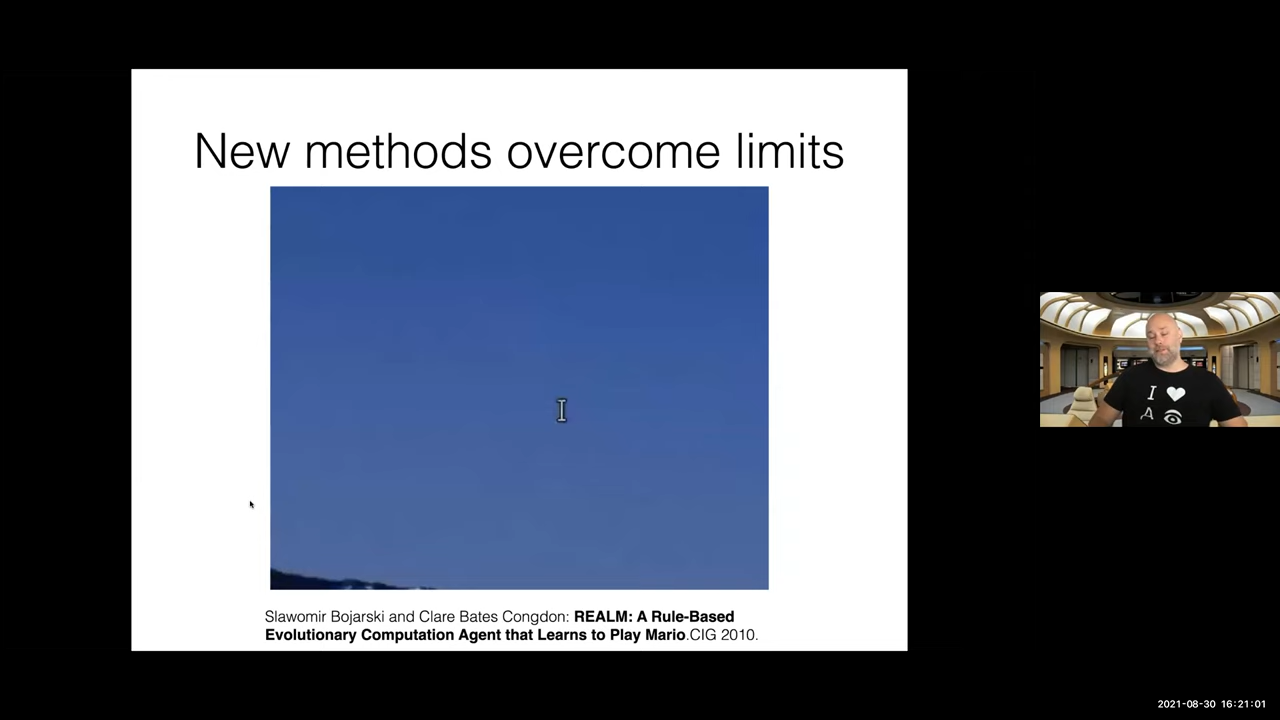 New methods overcome limits
Slawomir Bojarski and Clare Bates Congdon: REALM: A Rule-Based
Evolutionary Computation Agent that Learns to Play Mario.CIG 2010.
I ♥
A
2021-08-30 16:21:01